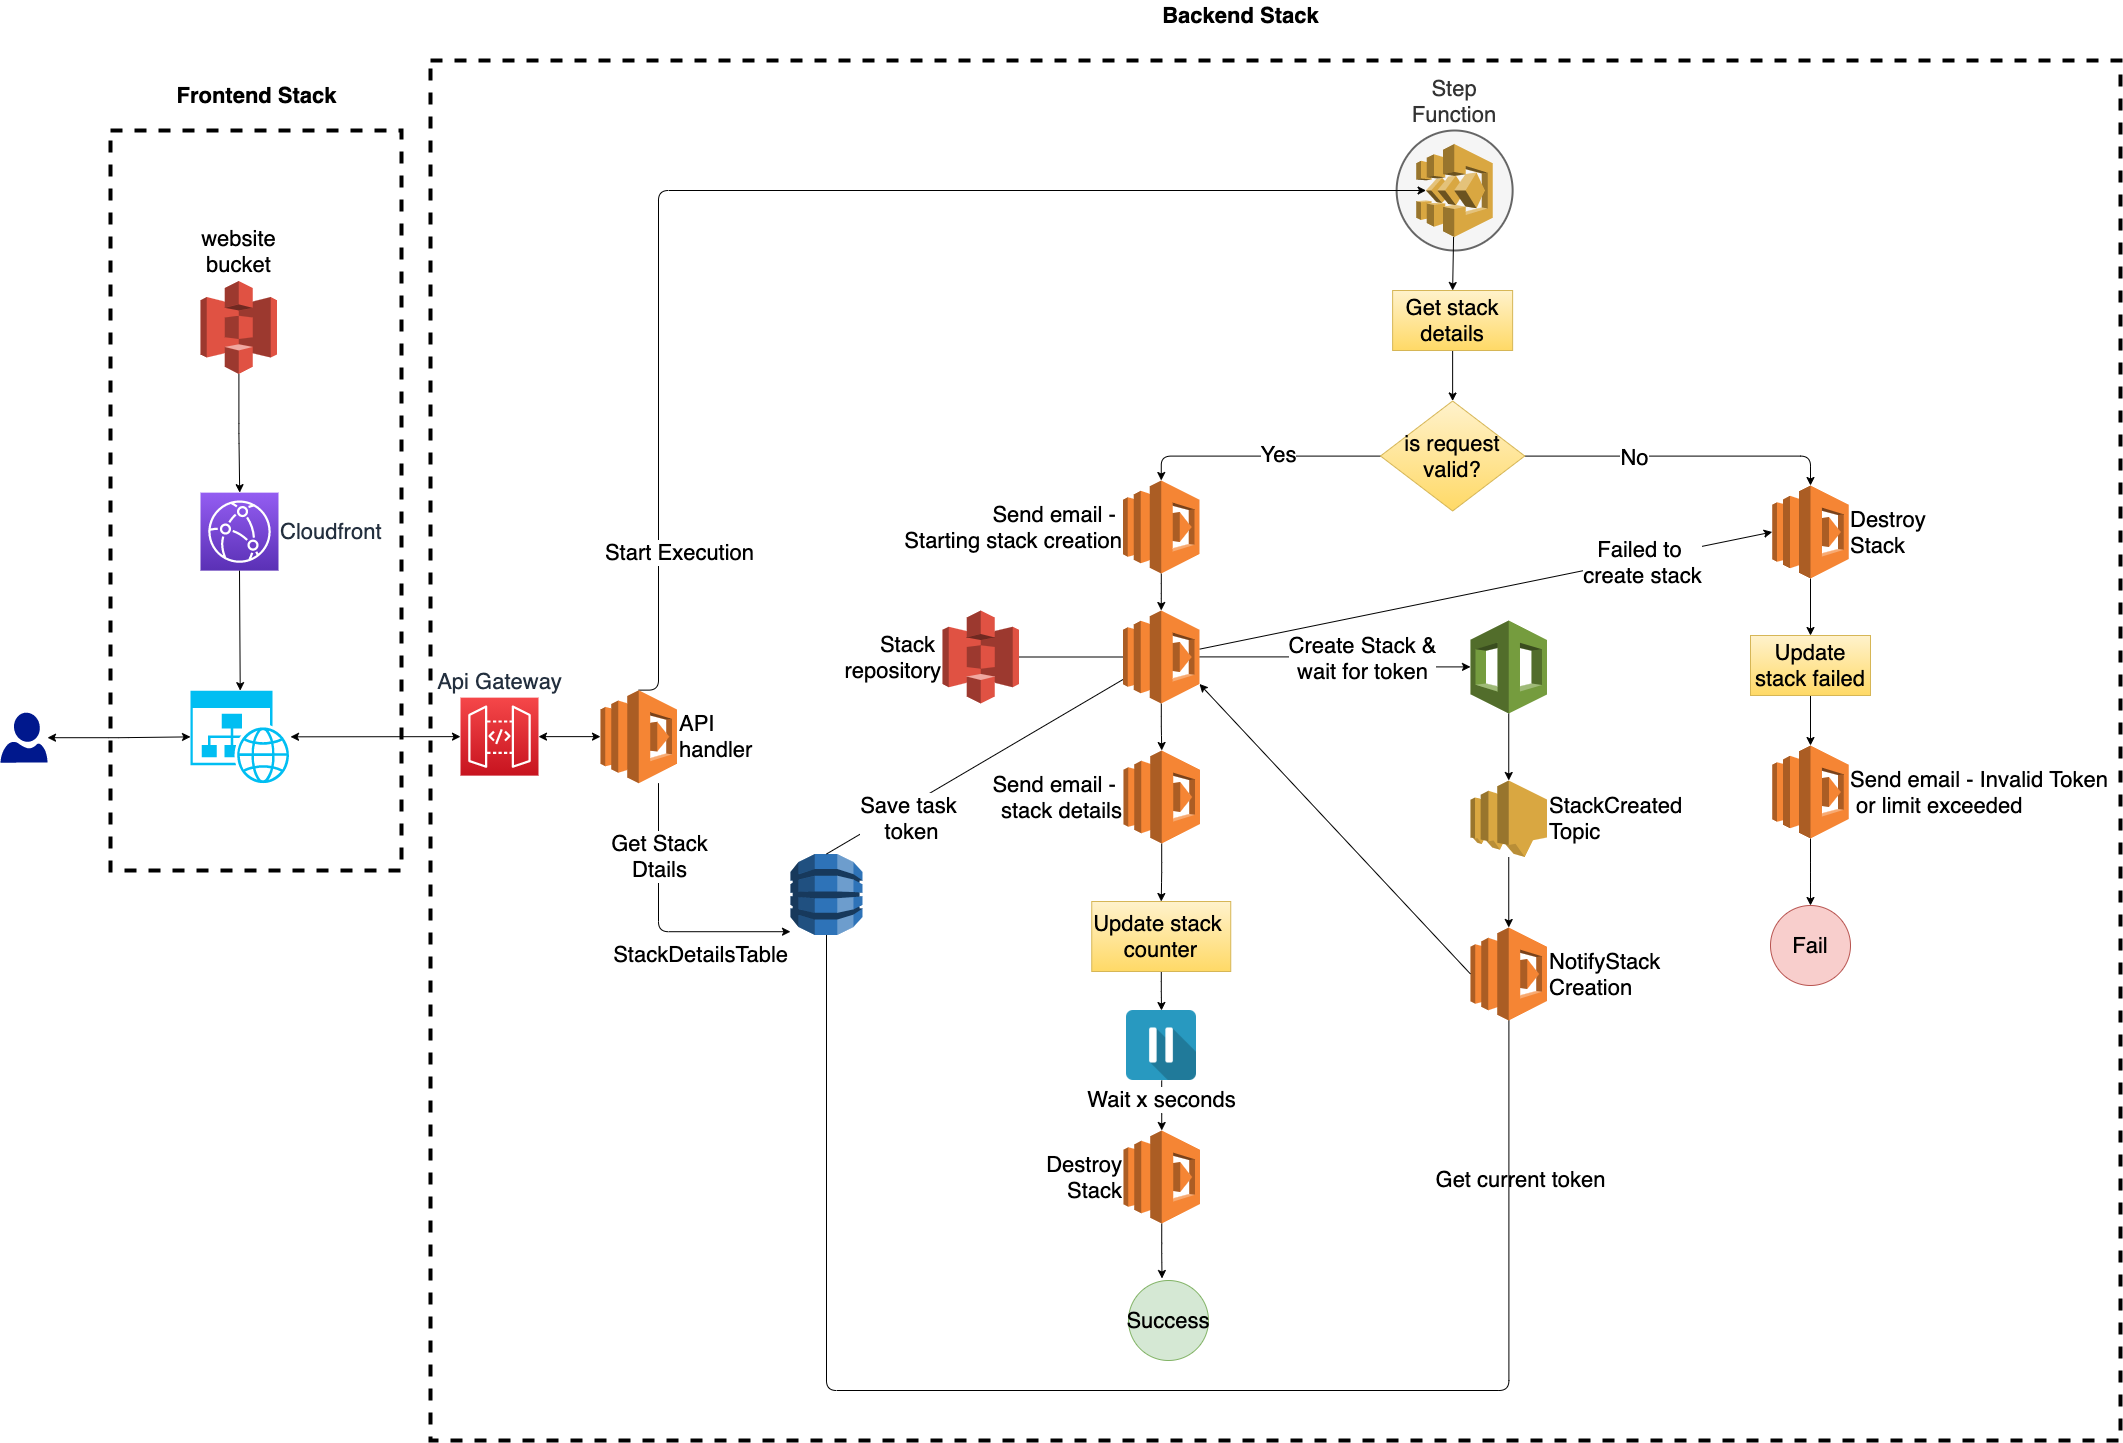 Backend Stack
Frontend Stack
Step
Function
website
bucket
Get stack
details
is request
valid?
Yes
No
Cloudfront
Send email -
Starting stack creation
Destroy
Stack
Start Execution
Failed to
create stack
Stack
repository
Create Stack &
wait for token
Update
stack failed
Api Gateway
API
handler
Send email -
stack details
Save task
token
StackCreated
Topic
Send email - Invalid Token
or limit exceeded
Get Stack
Dtails
StackDetailsTable
Update stack
counter
NotifyStack
Creation
Fail
Wait x seconds
Destroy
Stack
Get current token
Success